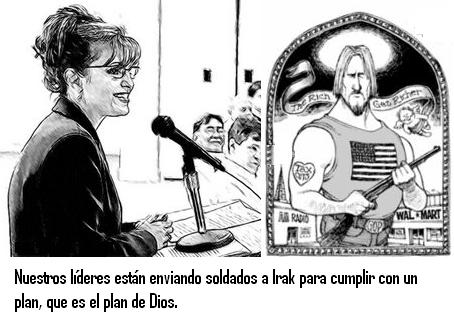 The Rich
Get Richer
TAX
CUTS
AM RADIO
WAL★MART
GOP
Nuestros líderes están enviando soldados a Irak para cumplir con un
plan, que es el plan de Dios.